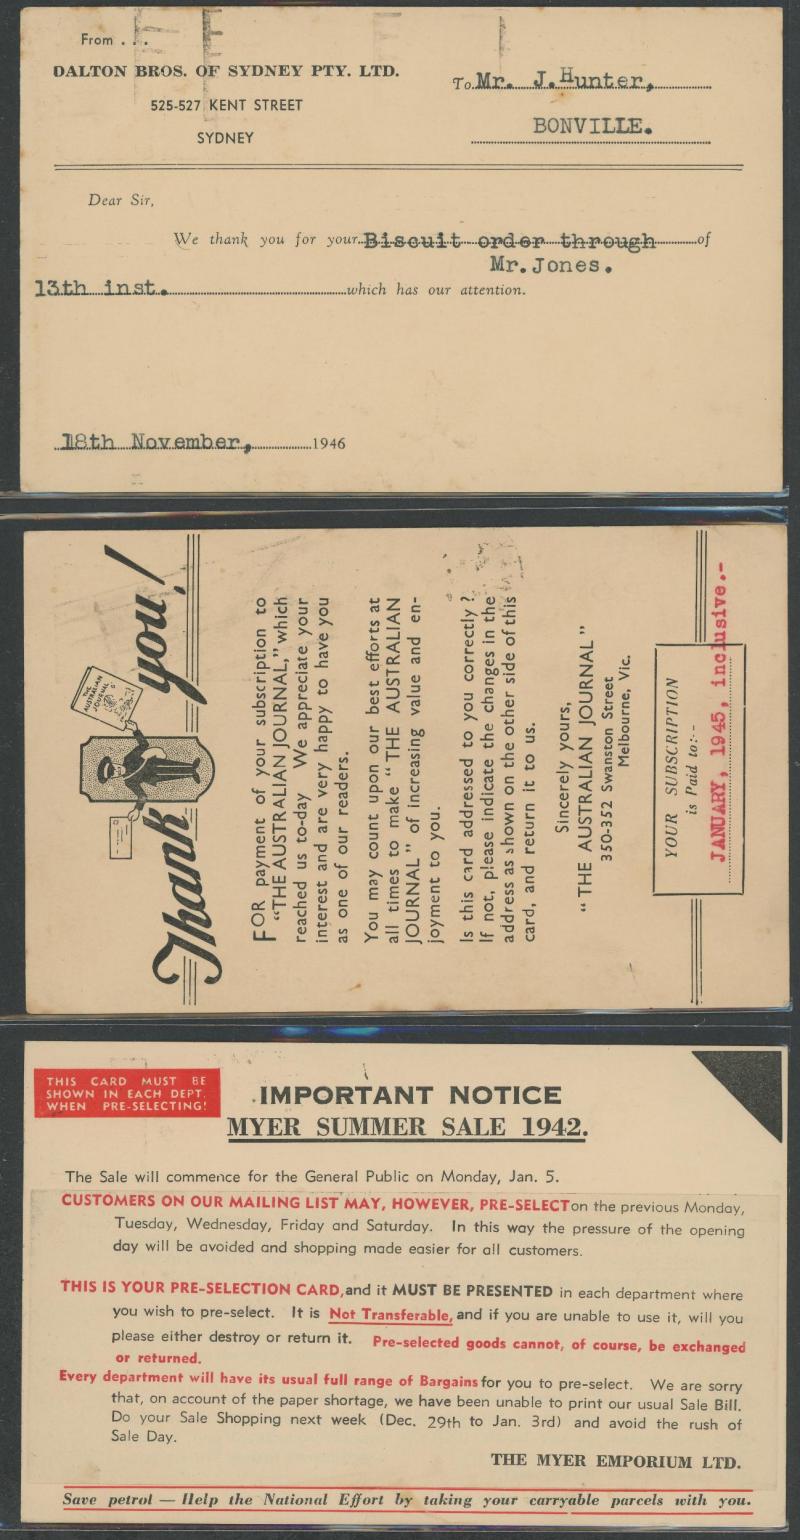 From . . .
DALTON BROS. OF SYDNEY PTY. LTD.
525-527 KENT STREET
SYDNEY
To Mr. J. Hunter,
BONVILLE.
Dear Sir,
We thank you for your Biscuit order through of
Mr. Jones.
13th inst. which has our attention.
18th November, 1946
Thank you!
THE AUSTRALIAN JOURNAL
FOR payment of your subscription to
"THE AUSTRALIAN JOURNAL," which
reached us to-day We appreciate your
interest and are very happy to have you
as one of our readers.
You may count upon our best efforts at
all times to make "THE AUSTRALIAN
JOURNAL" of increasing value and en-
joyment to you.
Is this card addressed to you correctly?
If not, please indicate the changes in the
address as shown on the other side of this
card, and return it to us.
Sincerely yours,
"THE AUSTRALIAN JOURNAL"
350-352 Swanston Street
Melbourne, Vic.
YOUR SUBSCRIPTION
is Paid to:-
JANUARY, 1945, inclusive.-
THIS CARD MUST BE
SHOWN IN EACH DEPT.
WHEN PRE-SELECTING!
IMPORTANT NOTICE
MYER SUMMER SALE 1942.
The Sale will commence for the General Public on Monday, Jan. 5.
CUSTOMERS ON OUR MAILING LIST MAY, HOWEVER, PRE-SELECT on the previous Monday,
Tuesday, Wednesday, Friday and Saturday. In this way the pressure of the opening
day will be avoided and shopping made easier for all customers.
THIS IS YOUR PRE-SELECTION CARD, and it MUST BE PRESENTED in each department where
you wish to pre-select. It is Not Transferable, and if you are unable to use it, will you
please either destroy or return it. Pre-selected goods cannot, of course, be exchanged
or returned.
Every department will have its usual full range of Bargains for you to pre-select. We are sorry
that, on account of the paper shortage, we have been unable to print our usual Sale Bill.
Do your Sale Shopping next week (Dec. 29th to Jan. 3rd) and avoid the rush of
Sale Day.
THE MYER EMPORIUM LTD.
Save petrol — Help the National Effort by taking your carryable parcels with you.